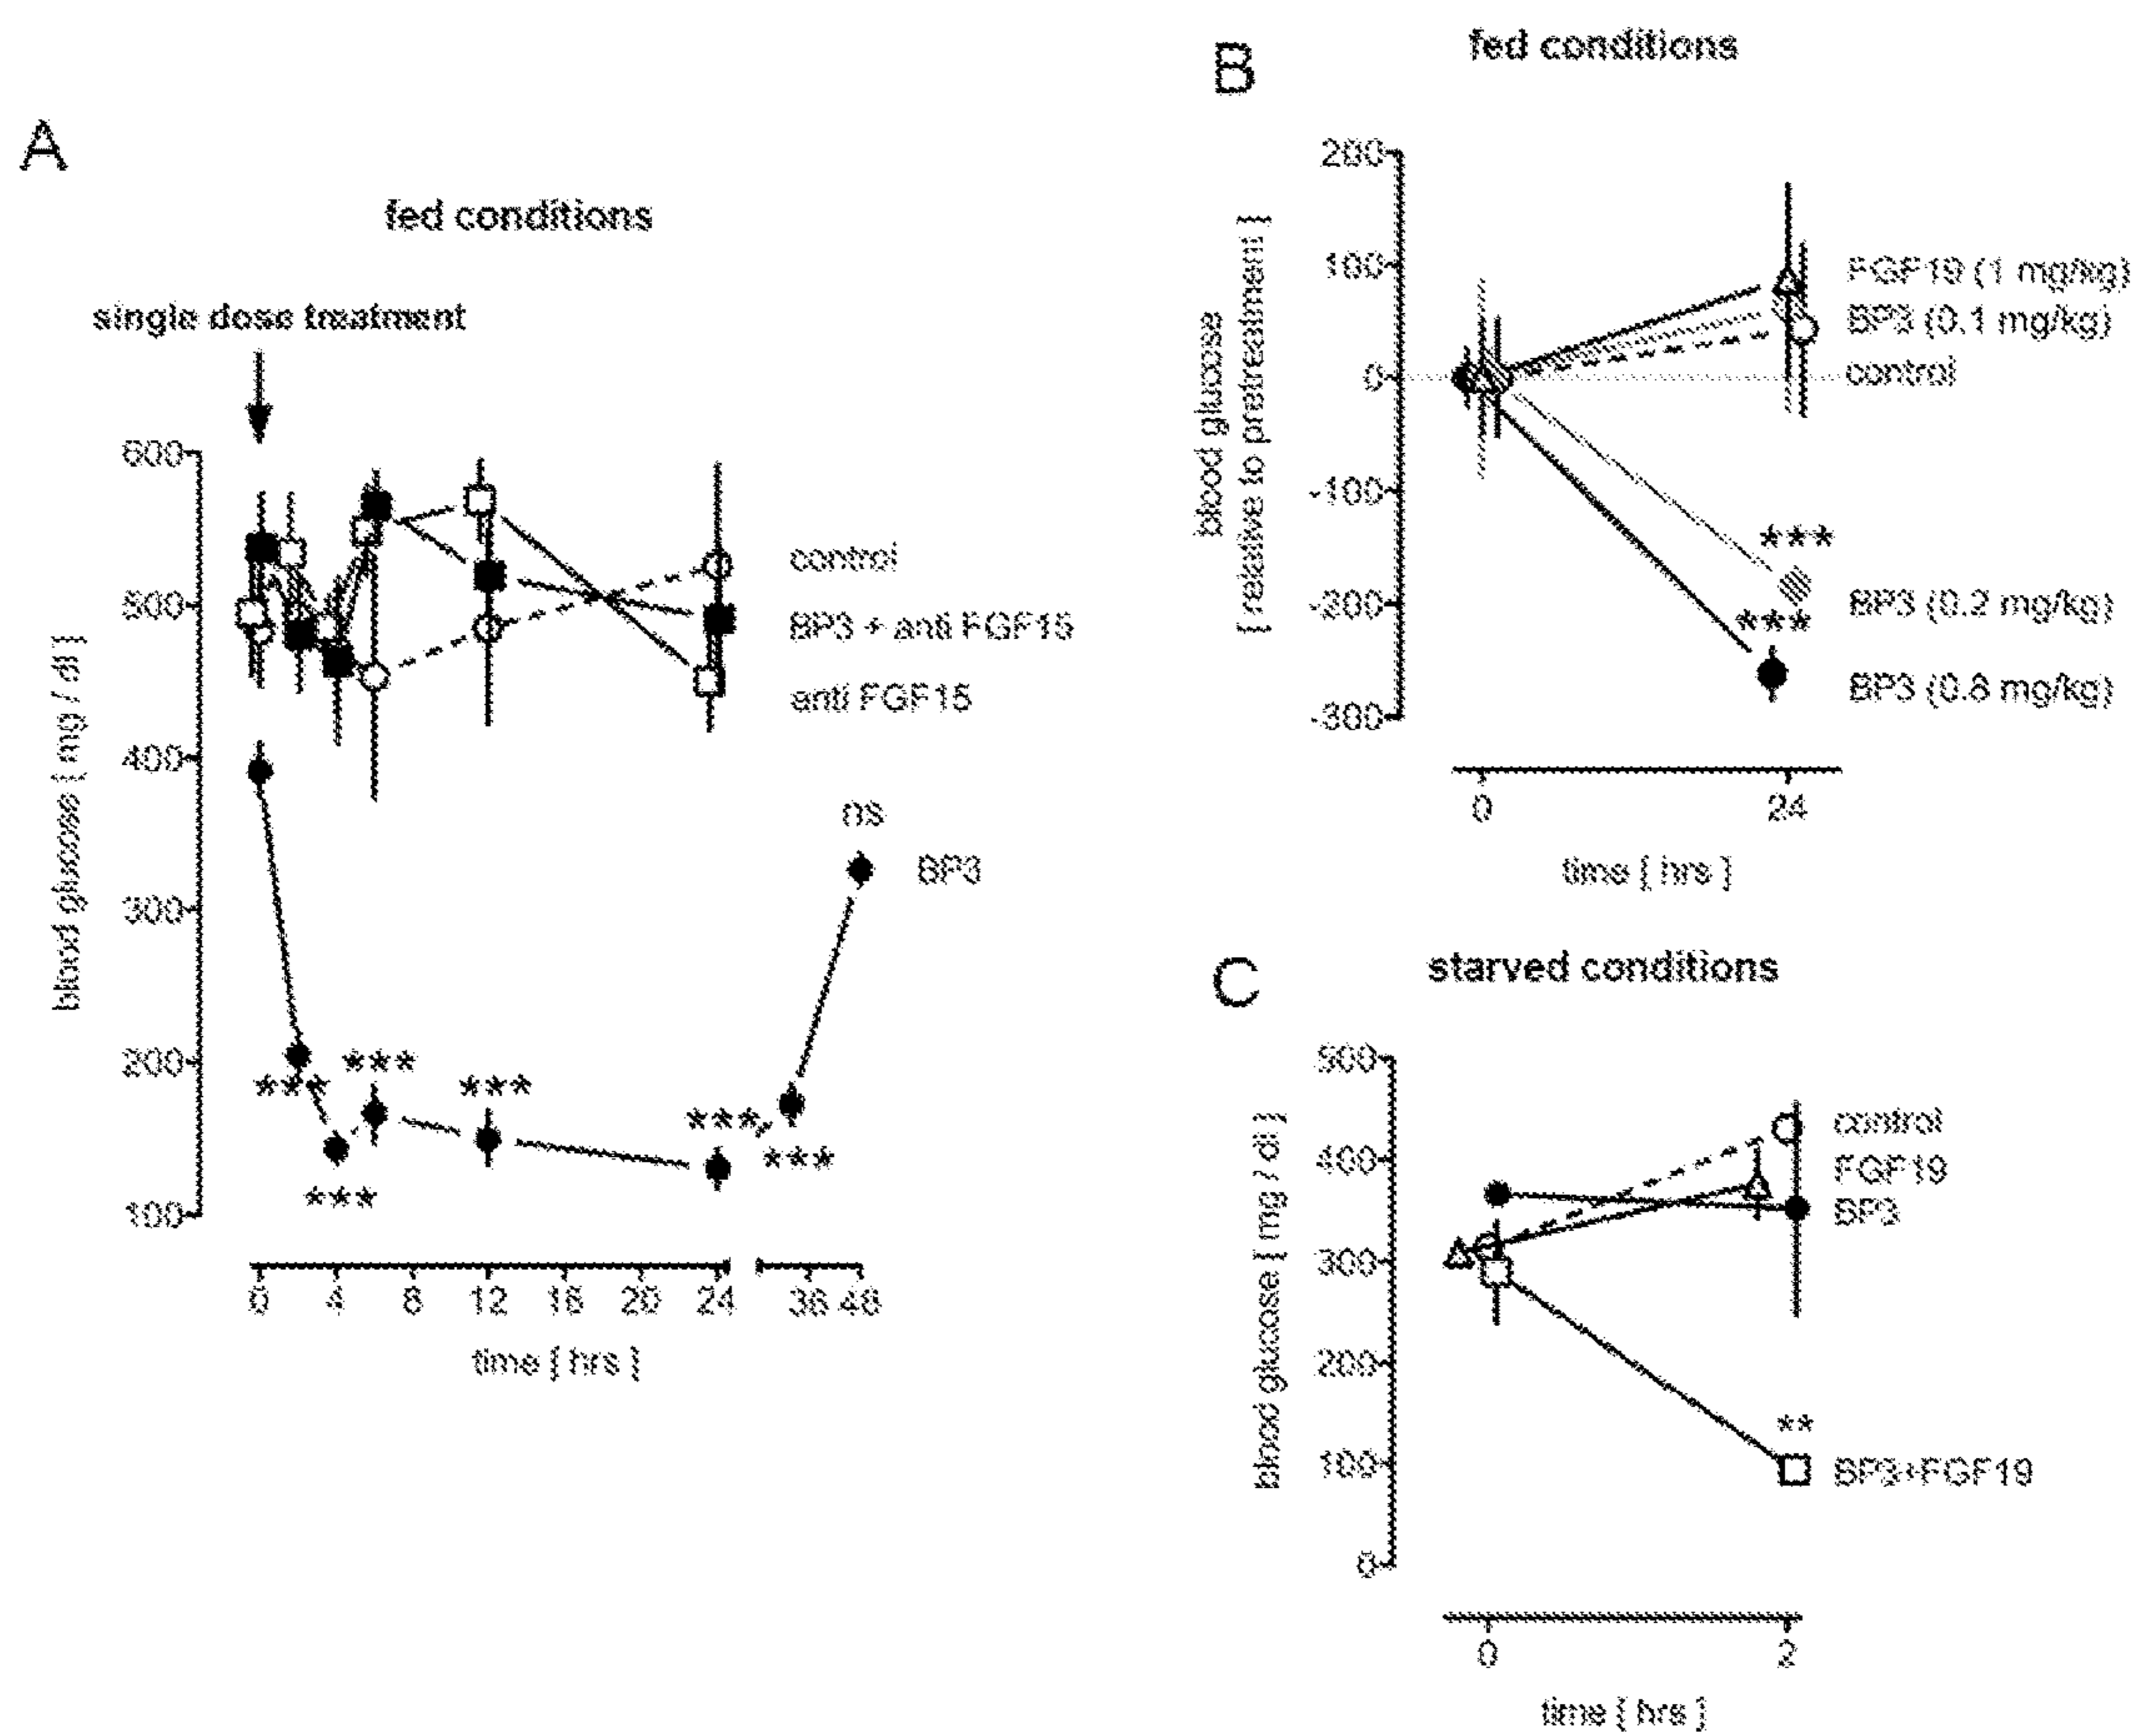 A
fed conditions
single dose treatment
blood glucose [ mg / dl ]
600
500
400
300
200
100
control
BP3 + anti FGF15
anti FGF15
ns
BP3
***
***
***
***
***
***
0 4 8 12 16 20 24 36 48
time [ hrs ]
B
fed conditions
blood glucose
[ relative to pretreatment ]
200
100
0
-100
-200
-300
FGF19 (1 mg/kg)
BP3 (0.1 mg/kg)
control
***
BP3 (0.2 mg/kg)
***
BP3 (0.8 mg/kg)
0 24
time [ hrs ]
C
starved conditions
blood glucose [ mg / dl ]
500
400
300
200
100
0
control
FGF19
BP3
**
BP3+FGF19
0 2
time [ hrs ]